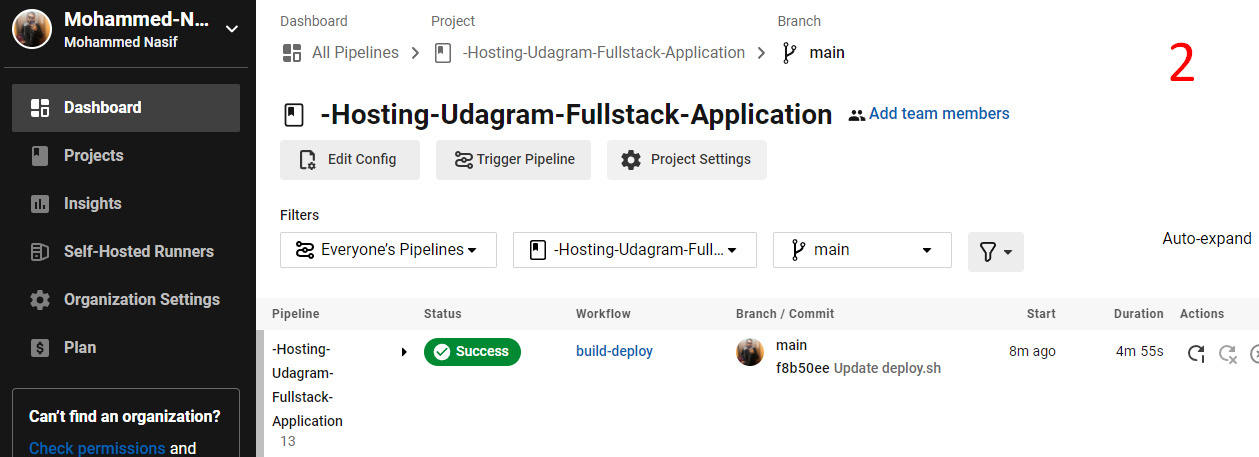 Mohammed-N...
Mohammed Nasif
Dashboard
Projects
Insights
Self-Hosted Runners
Organization Settings
Plan
Can't find an organization?
Check permissions and
Dashboard Project Branch
All Pipelines -Hosting-Udagram-Fullstack-Application main
2
-Hosting-Udagram-Fullstack-Application Add team members
Edit Config Trigger Pipeline Project Settings
Filters
Everyone's Pipelines -Hosting-Udagram-Full... main
Auto-expand
Pipeline Status Workflow Branch / Commit Start Duration Actions
-Hosting- Success build-deploy main 8m ago 4m 55s
Udagram- f8b50ee Update deploy.sh
Fullstack-
Application
13